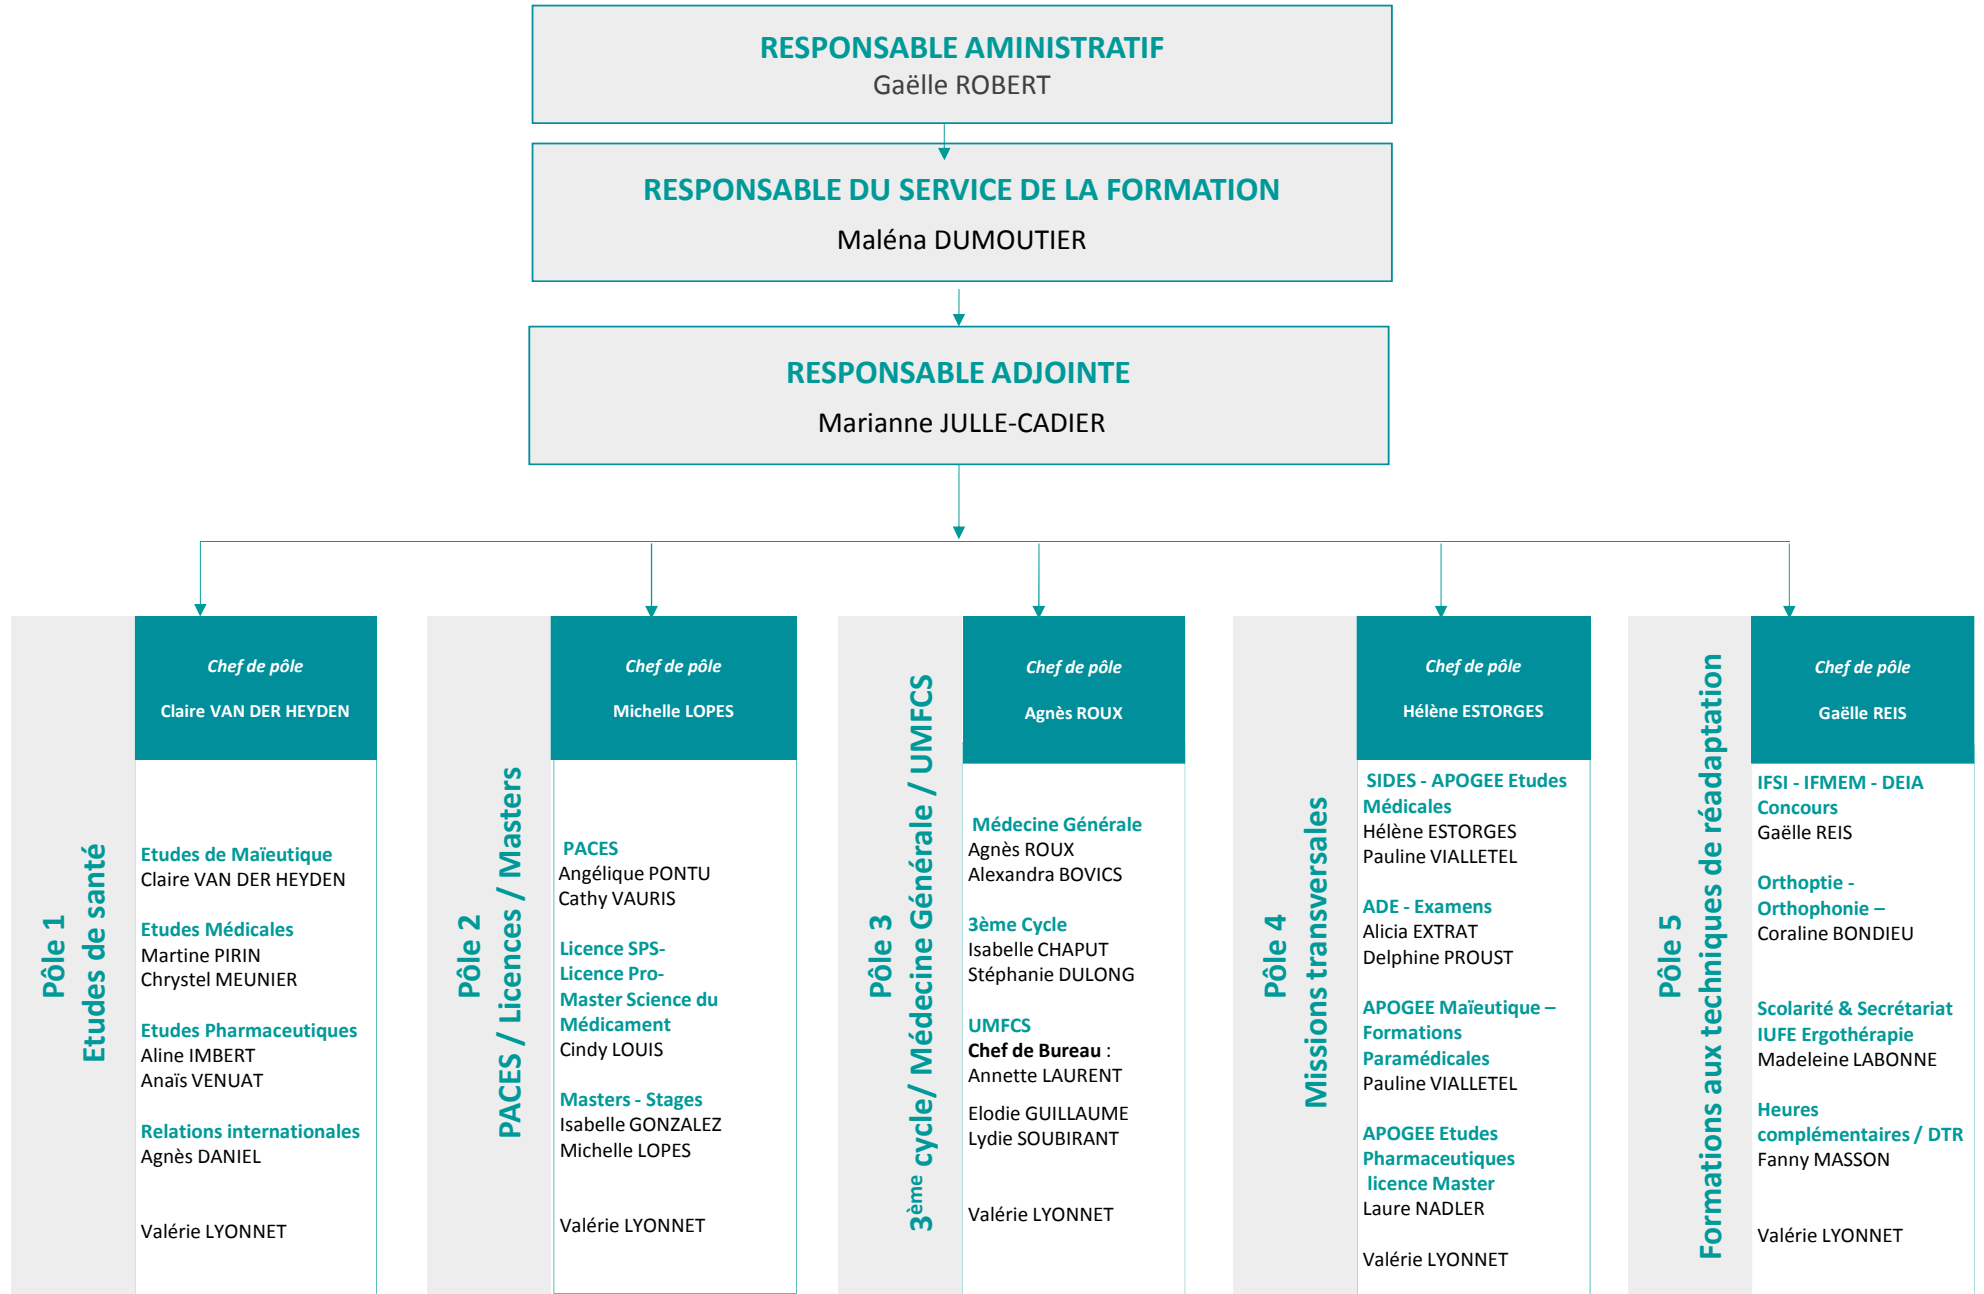 RESPONSABLE AMINISTRATIF
Gaëlle ROBERT
RESPONSABLE DU SERVICE DE LA FORMATION
Maléna DUMOUTIER
RESPONSABLE ADJOINTE
Marianne JULLE-CADIER
Pôle 1
Etudes de santé
Chef de pôle
Claire VAN DER HEYDEN
Etudes de Maïeutique
Claire VAN DER HEYDEN
Etudes Médicales
Martine PIRIN
Chrystel MEUNIER
Etudes Pharmaceutiques
Aline IMBERT
Anaïs VENUAT
Relations internationales
Agnès DANIEL
Valérie LYONNET
Pôle 2
PACES / Licences / Masters
Chef de pôle
Michelle LOPES
PACES
Angélique PONTU
Cathy VAURIS
Licence SPS-
Licence Pro-
Master Science du
Médicament
Cindy LOUIS
Masters - Stages
Isabelle GONZALEZ
Michelle LOPES
Valérie LYONNET
Pôle 3
3ème cycle/ Médecine Générale / UMFCS
Chef de pôle
Agnès ROUX
Médecine Générale
Agnès ROUX
Alexandra BOVICS
3ème Cycle
Isabelle CHAPUT
Stéphanie DULONG
UMFCS
Chef de Bureau :
Annette LAURENT
Elodie GUILLAUME
Lydie SOUBIRANT
Valérie LYONNET
Pôle 4
Missions transversales
Chef de pôle
Hélène ESTORGES
SIDES - APOGEE Etudes
Médicales
Hélène ESTORGES
Pauline VIALLETEL
ADE - Examens
Alicia EXTRAT
Delphine PROUST
APOGEE Maïeutique –
Formations
Paramédicales
Pauline VIALLETEL
APOGEE Etudes
Pharmaceutiques
licence Master
Laure NADLER
Valérie LYONNET
Pôle 5
Formations aux techniques de réadaptation
Chef de pôle
Gaëlle REIS
IFSI - IFMEM - DEIA
Concours
Gaëlle REIS
Orthoptie -
Orthophonie –
Coraline BONDIEU
Scolarité & Secrétariat
IUFE Ergothérapie
Madeleine LABONNE
Heures
complémentaires / DTR
Fanny MASSON
Valérie LYONNET